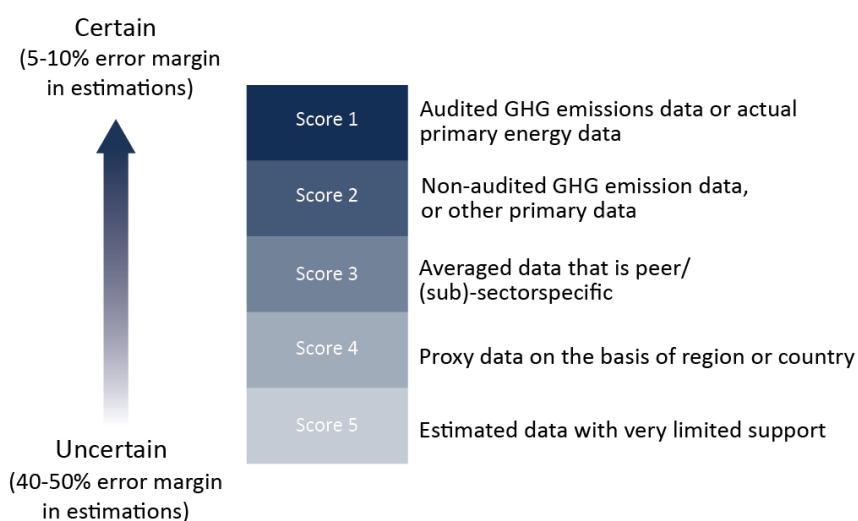 Certain
(5-10% error margin
in estimations)
Score 1
Audited GHG emissions data or actual
primary energy data
Score 2
Non-audited GHG emission data,
or other primary data
Score 3
Averaged data that is peer/
(sub)-sectorspecific
Score 4
Proxy data on the basis of region or country
Score 5
Estimated data with very limited support
Uncertain
(40-50% error margin
in estimations)